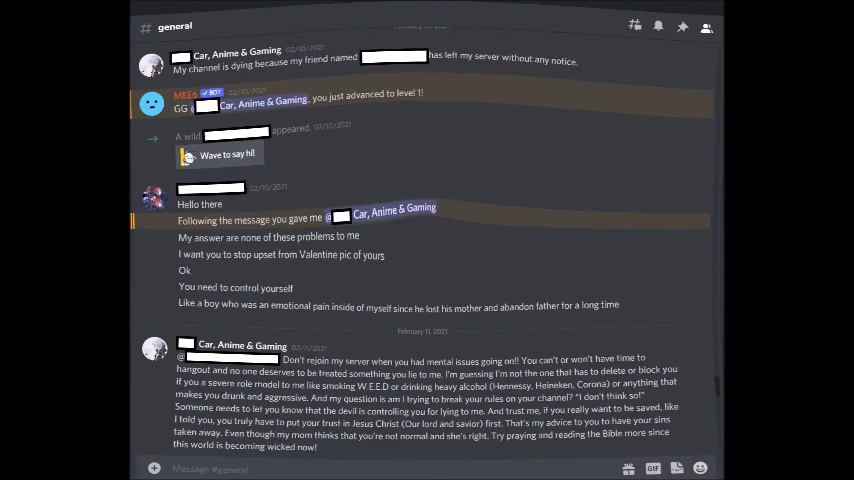 # general
Car, Anime & Gaming 02/10/2021
My channel is dying because my friend named has left my server without any notice.
MEE6 ✓ BOT 02/10/2021
GG @ Car, Anime & Gaming, you just advanced to level 1!
A wild appeared. 02/10/2021
Wave to say hi!
02/10/2021
Hello there
Following the message you gave me @ Car, Anime & Gaming
My answer are none of these problems to me
I want you to stop upset from Valentine pic of yours
Ok
You need to control yourself
Like a boy who was an emotional pain inside of myself since he lost his mother and abandon father for a long time
February 11, 2021
Car, Anime & Gaming 02/11/2021
@ Don't rejoin my server when you had mental issues going on!! You can't or won't have time to
hangout and no one deserves to be treated something you lie to me. I'm guessing I'm not the one that has to delete or block you
if you a severe role model to me like smoking W.E.E.D or drinking heavy alcohol (Hennessy, Heineken, Corona) or anything that
makes you drunk and aggressive. And my question is am I trying to break your rules on your channel? "I don't think so!"
Someone needs to let you know that the devil is controlling you for lying to me. And trust me, if you really want to be saved, like
I told you, you truly have to put your trust in Jesus Christ (Our lord and savior) first. That's my advice to you to have your sins
taken away. Even though my mom thinks that you're not normal and she's right. Try praying and reading the Bible more since
this world is becoming wicked now!
Message #general
GIF